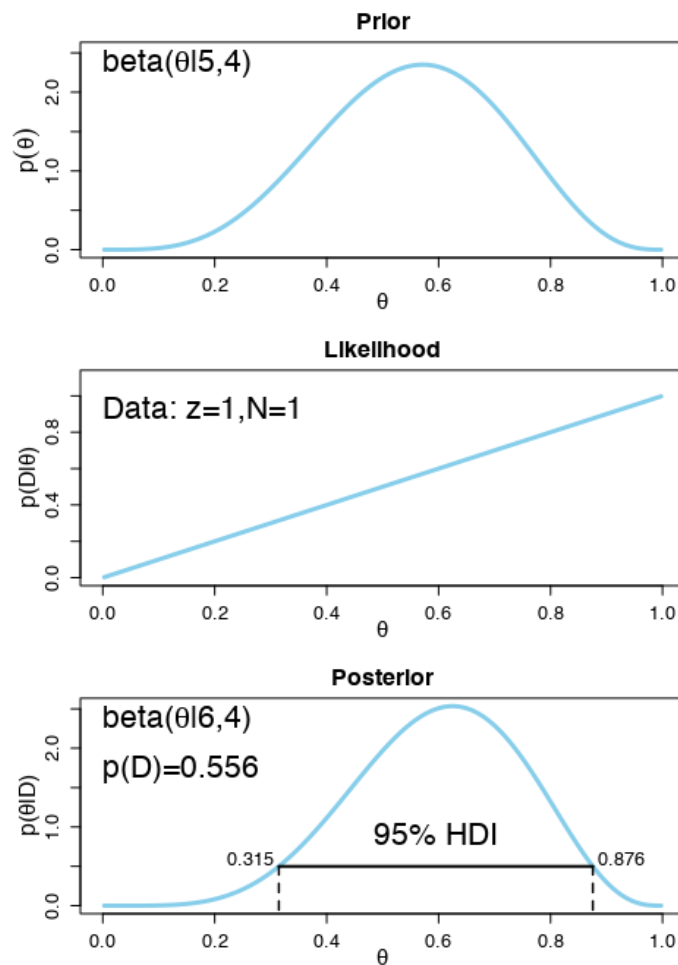 Prior
beta(θ|5,4)
p(θ)
0.0 1.0 2.0
0.0 0.2 0.4 0.6 0.8 1.0
θ
Likelihood
Data: z=1,N=1
p(D|θ)
0.0 0.4 0.8
0.0 0.2 0.4 0.6 0.8 1.0
θ
Posterior
beta(θ|6,4)
p(D)=0.556
p(θ|D)
0.0 1.0 2.0
95% HDI
0.315 0.876
0.0 0.2 0.4 0.6 0.8 1.0
θ